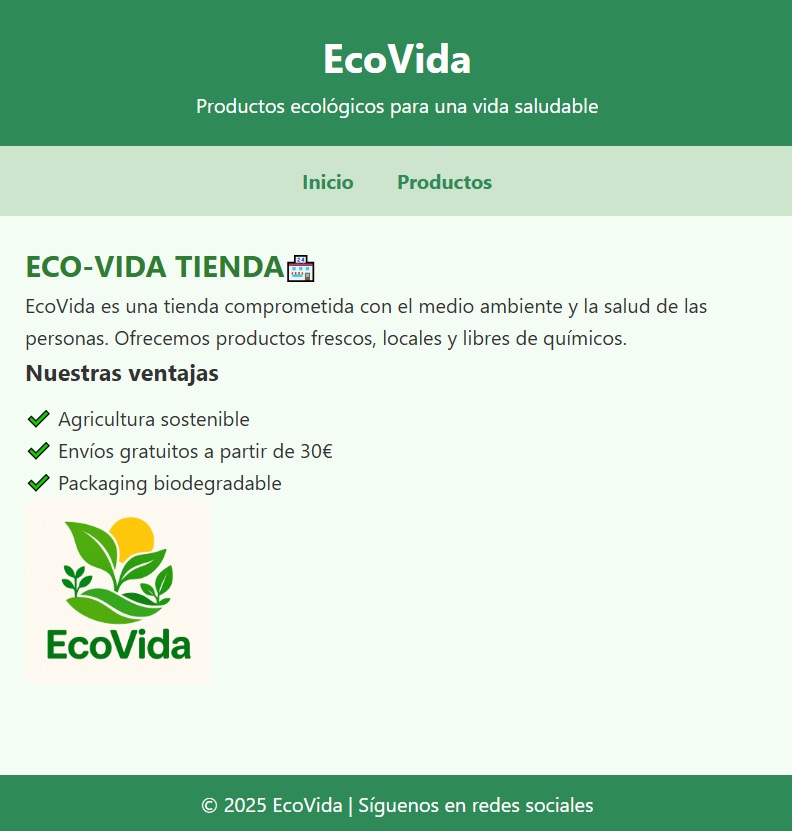 EcoVida
Productos ecológicos para una vida saludable
Inicio Productos
ECO-VIDA TIENDA🏪
EcoVida es una tienda comprometida con el medio ambiente y la salud de las
personas. Ofrecemos productos frescos, locales y libres de químicos.
Nuestras ventajas
✔ Agricultura sostenible
✔ Envíos gratuitos a partir de 30€
✔ Packaging biodegradable
EcoVida
© 2025 EcoVida | Síguenos en redes sociales